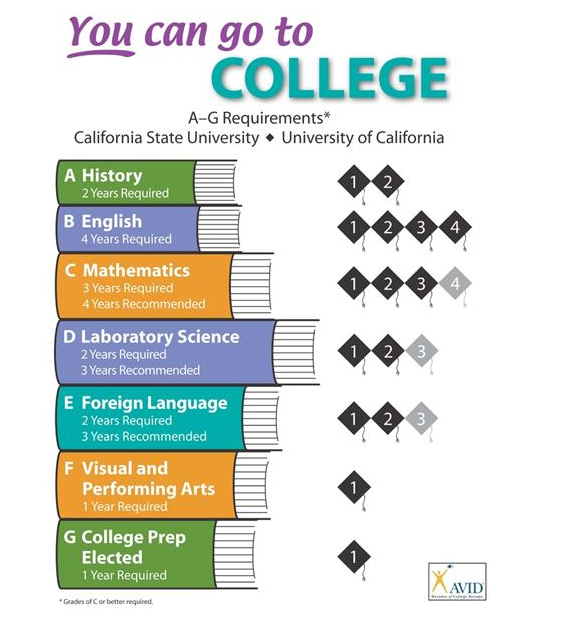 You can go to
COLLEGE
A–G Requirements*
California State University ◆ University of California
A History
2 Years Required
1 2
B English
4 Years Required
1 2 3 4
C Mathematics
3 Years Required
4 Years Recommended
1 2 3 4
D Laboratory Science
2 Years Required
3 Years Recommended
1 2 3
E Foreign Language
2 Years Required
3 Years Recommended
1 2 3
F Visual and
Performing Arts
1 Year Required
1
G College Prep
Elected
1 Year Required
1
AVID
Decades of College Dreams
* Grades of C or better required.